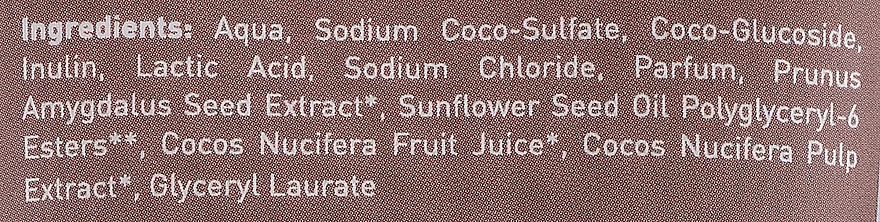 Ingredients: Aqua, Sodium Coco-Sulfate, Coco-Glucoside,
Inulin, Lactic Acid, Sodium Chloride, Parfum, Prunus
Amygdalus Seed Extract*, Sunflower Seed Oil Polyglyceryl-6
Esters**, Cocos Nucifera Fruit Juice*, Cocos Nucifera Pulp
Extract*, Glyceryl Laurate